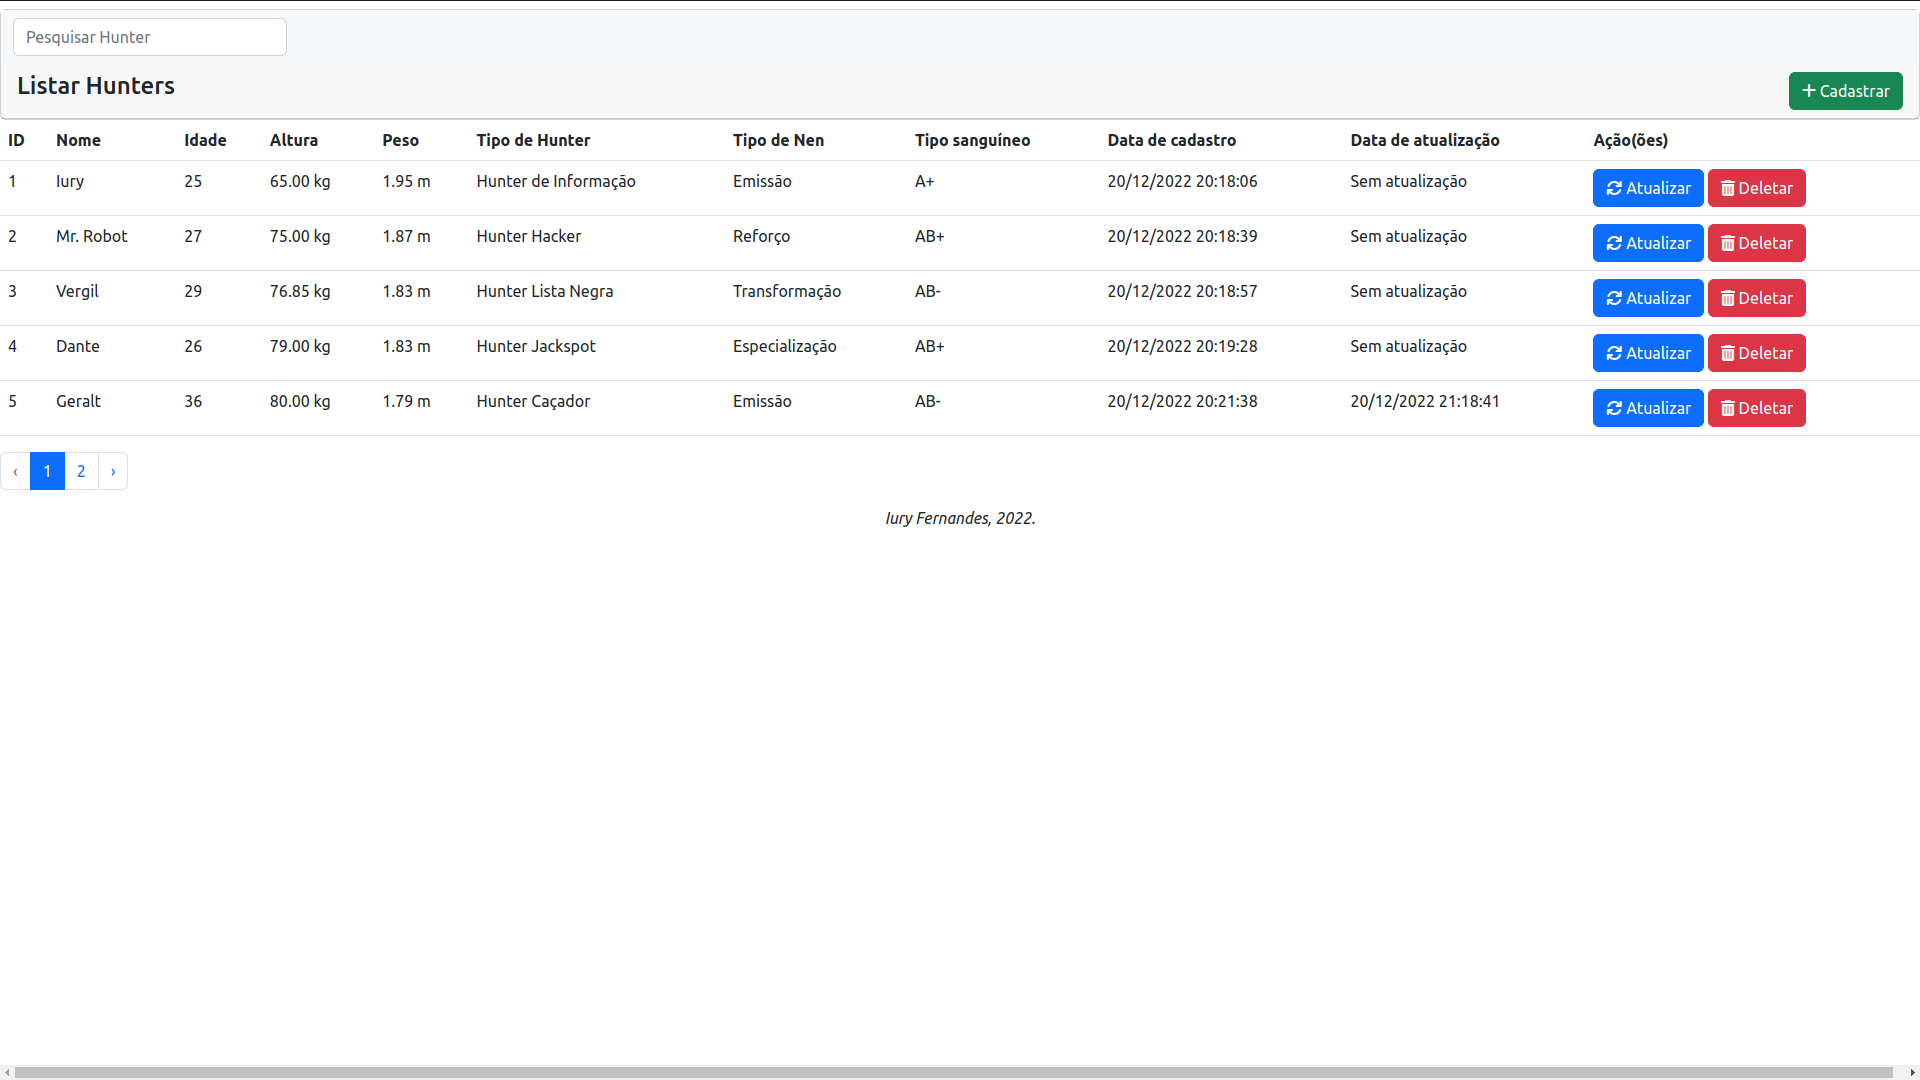 Pesquisar Hunter
Listar Hunters
Cadastrar
ID Nome Idade Altura Peso Tipo de Hunter Tipo de Nen Tipo sanguíneo Data de cadastro Data de atualização Ação(ões)
1 Iury 25 65.00 kg 1.95 m Hunter de Informação Emissão A+ 20/12/2022 20:18:06 Sem atualização Atualizar Deletar
2 Mr. Robot 27 75.00 kg 1.87 m Hunter Hacker Reforço AB+ 20/12/2022 20:18:39 Sem atualização Atualizar Deletar
3 Vergil 29 76.85 kg 1.83 m Hunter Lista Negra Transformação AB- 20/12/2022 20:18:57 Sem atualização Atualizar Deletar
4 Dante 26 79.00 kg 1.83 m Hunter Jackspot Especialização AB+ 20/12/2022 20:19:28 Sem atualização Atualizar Deletar
5 Geralt 36 80.00 kg 1.79 m Hunter Caçador Emissão AB- 20/12/2022 20:21:38 20/12/2022 21:18:41 Atualizar Deletar
‹ 1 2 ›
Iury Fernandes, 2022.